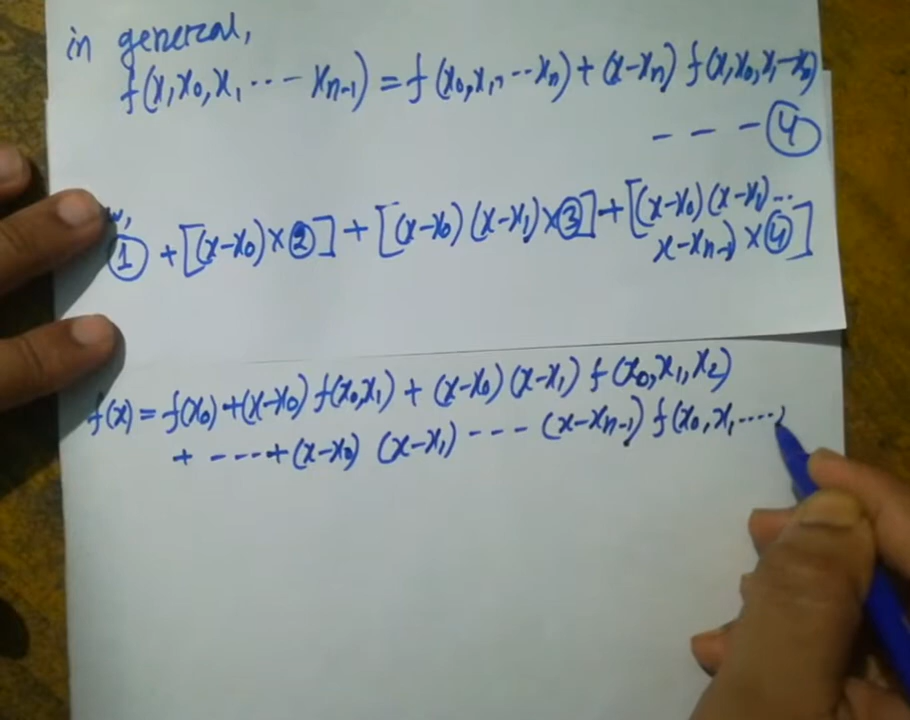 in general,
f(x,x₀,x₁⋯-xₙ₋₁) = f(x₀,x₁,⋯xₙ) + (x-xₙ) f(x,x₀,x₁-xₙ)
- - - ④
① + [(x-x₀)×②] + [(x-x₀)(x-x₁)×③] + [(x-x₀)(x-x₁)...
x-xₙ₋₁)×④]
f(x) = f(x₀) + (x-x₀) f(x₀,x₁) + (x-x₀)(x-x₁) f(x₀,x₁,x₂)
+ - - - + (x-x₀) (x-x₁) - - - (x-xₙ₋₁) f(x₀,x₁.....